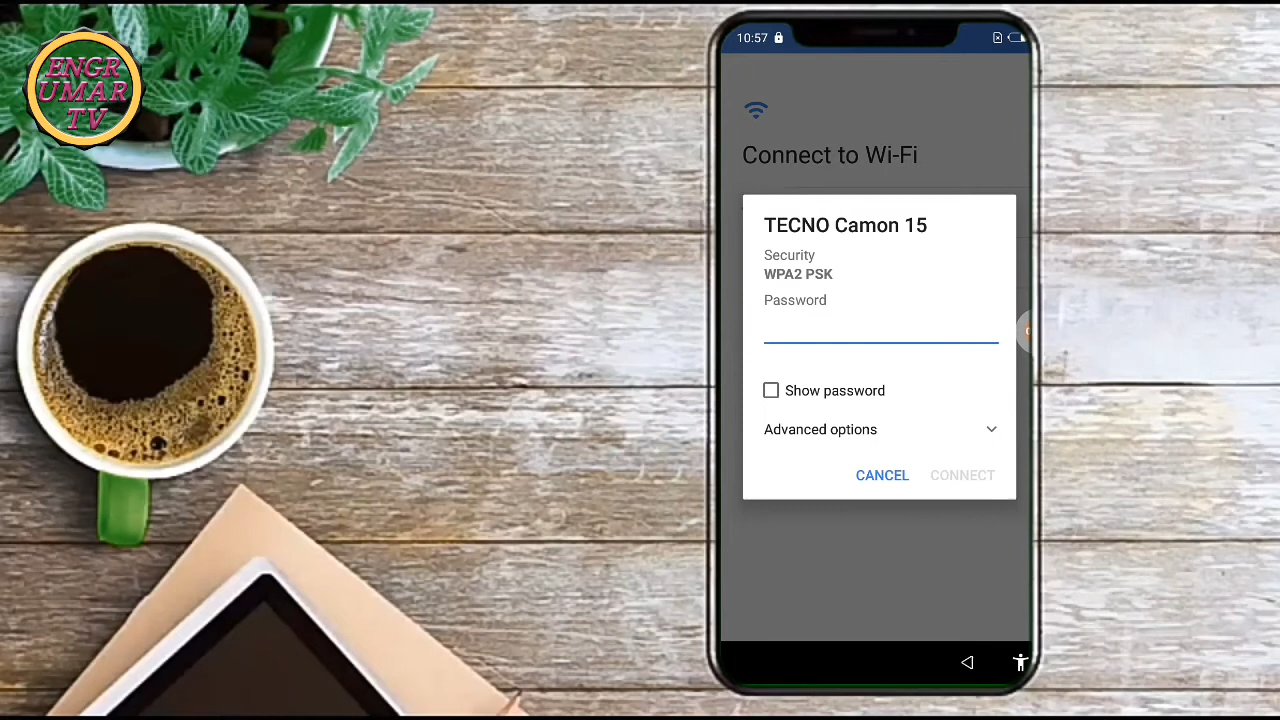 ENGR
UMAR
TV
10:57
Connect to Wi-Fi
TECNO Camon 15
Security
WPA2 PSK
Password
Show password
Advanced options
CANCEL CONNECT